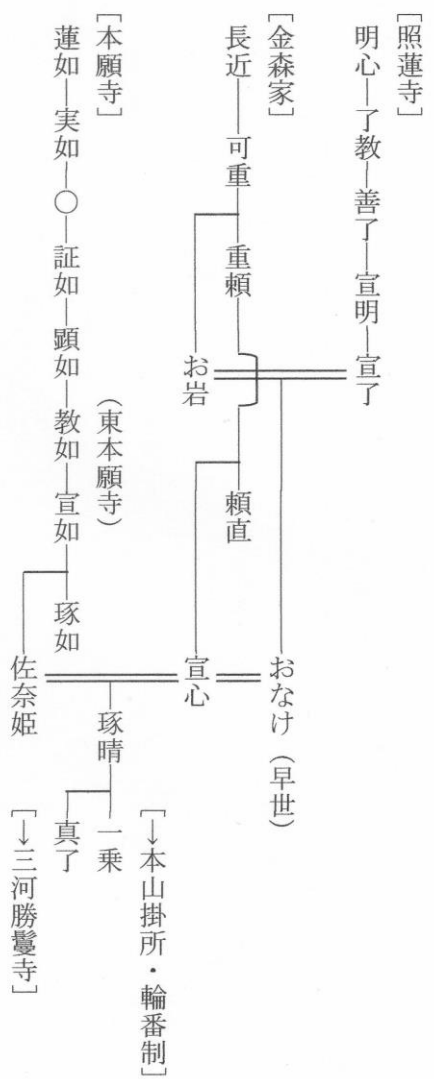 ［照蓮寺］
明心―了教―善了―宣明―宣了
おなけ（早世）
［金森家］
長近―可重―重頼―頼直
お岩
宣心
［本願寺］
蓮如―実如―○―証如―顕如―教如―宣如―琢如
（東本願寺）
佐奈姫
琢晴
一乗
真了
［→本山掛所・輪番制］
［→三河勝鬘寺］